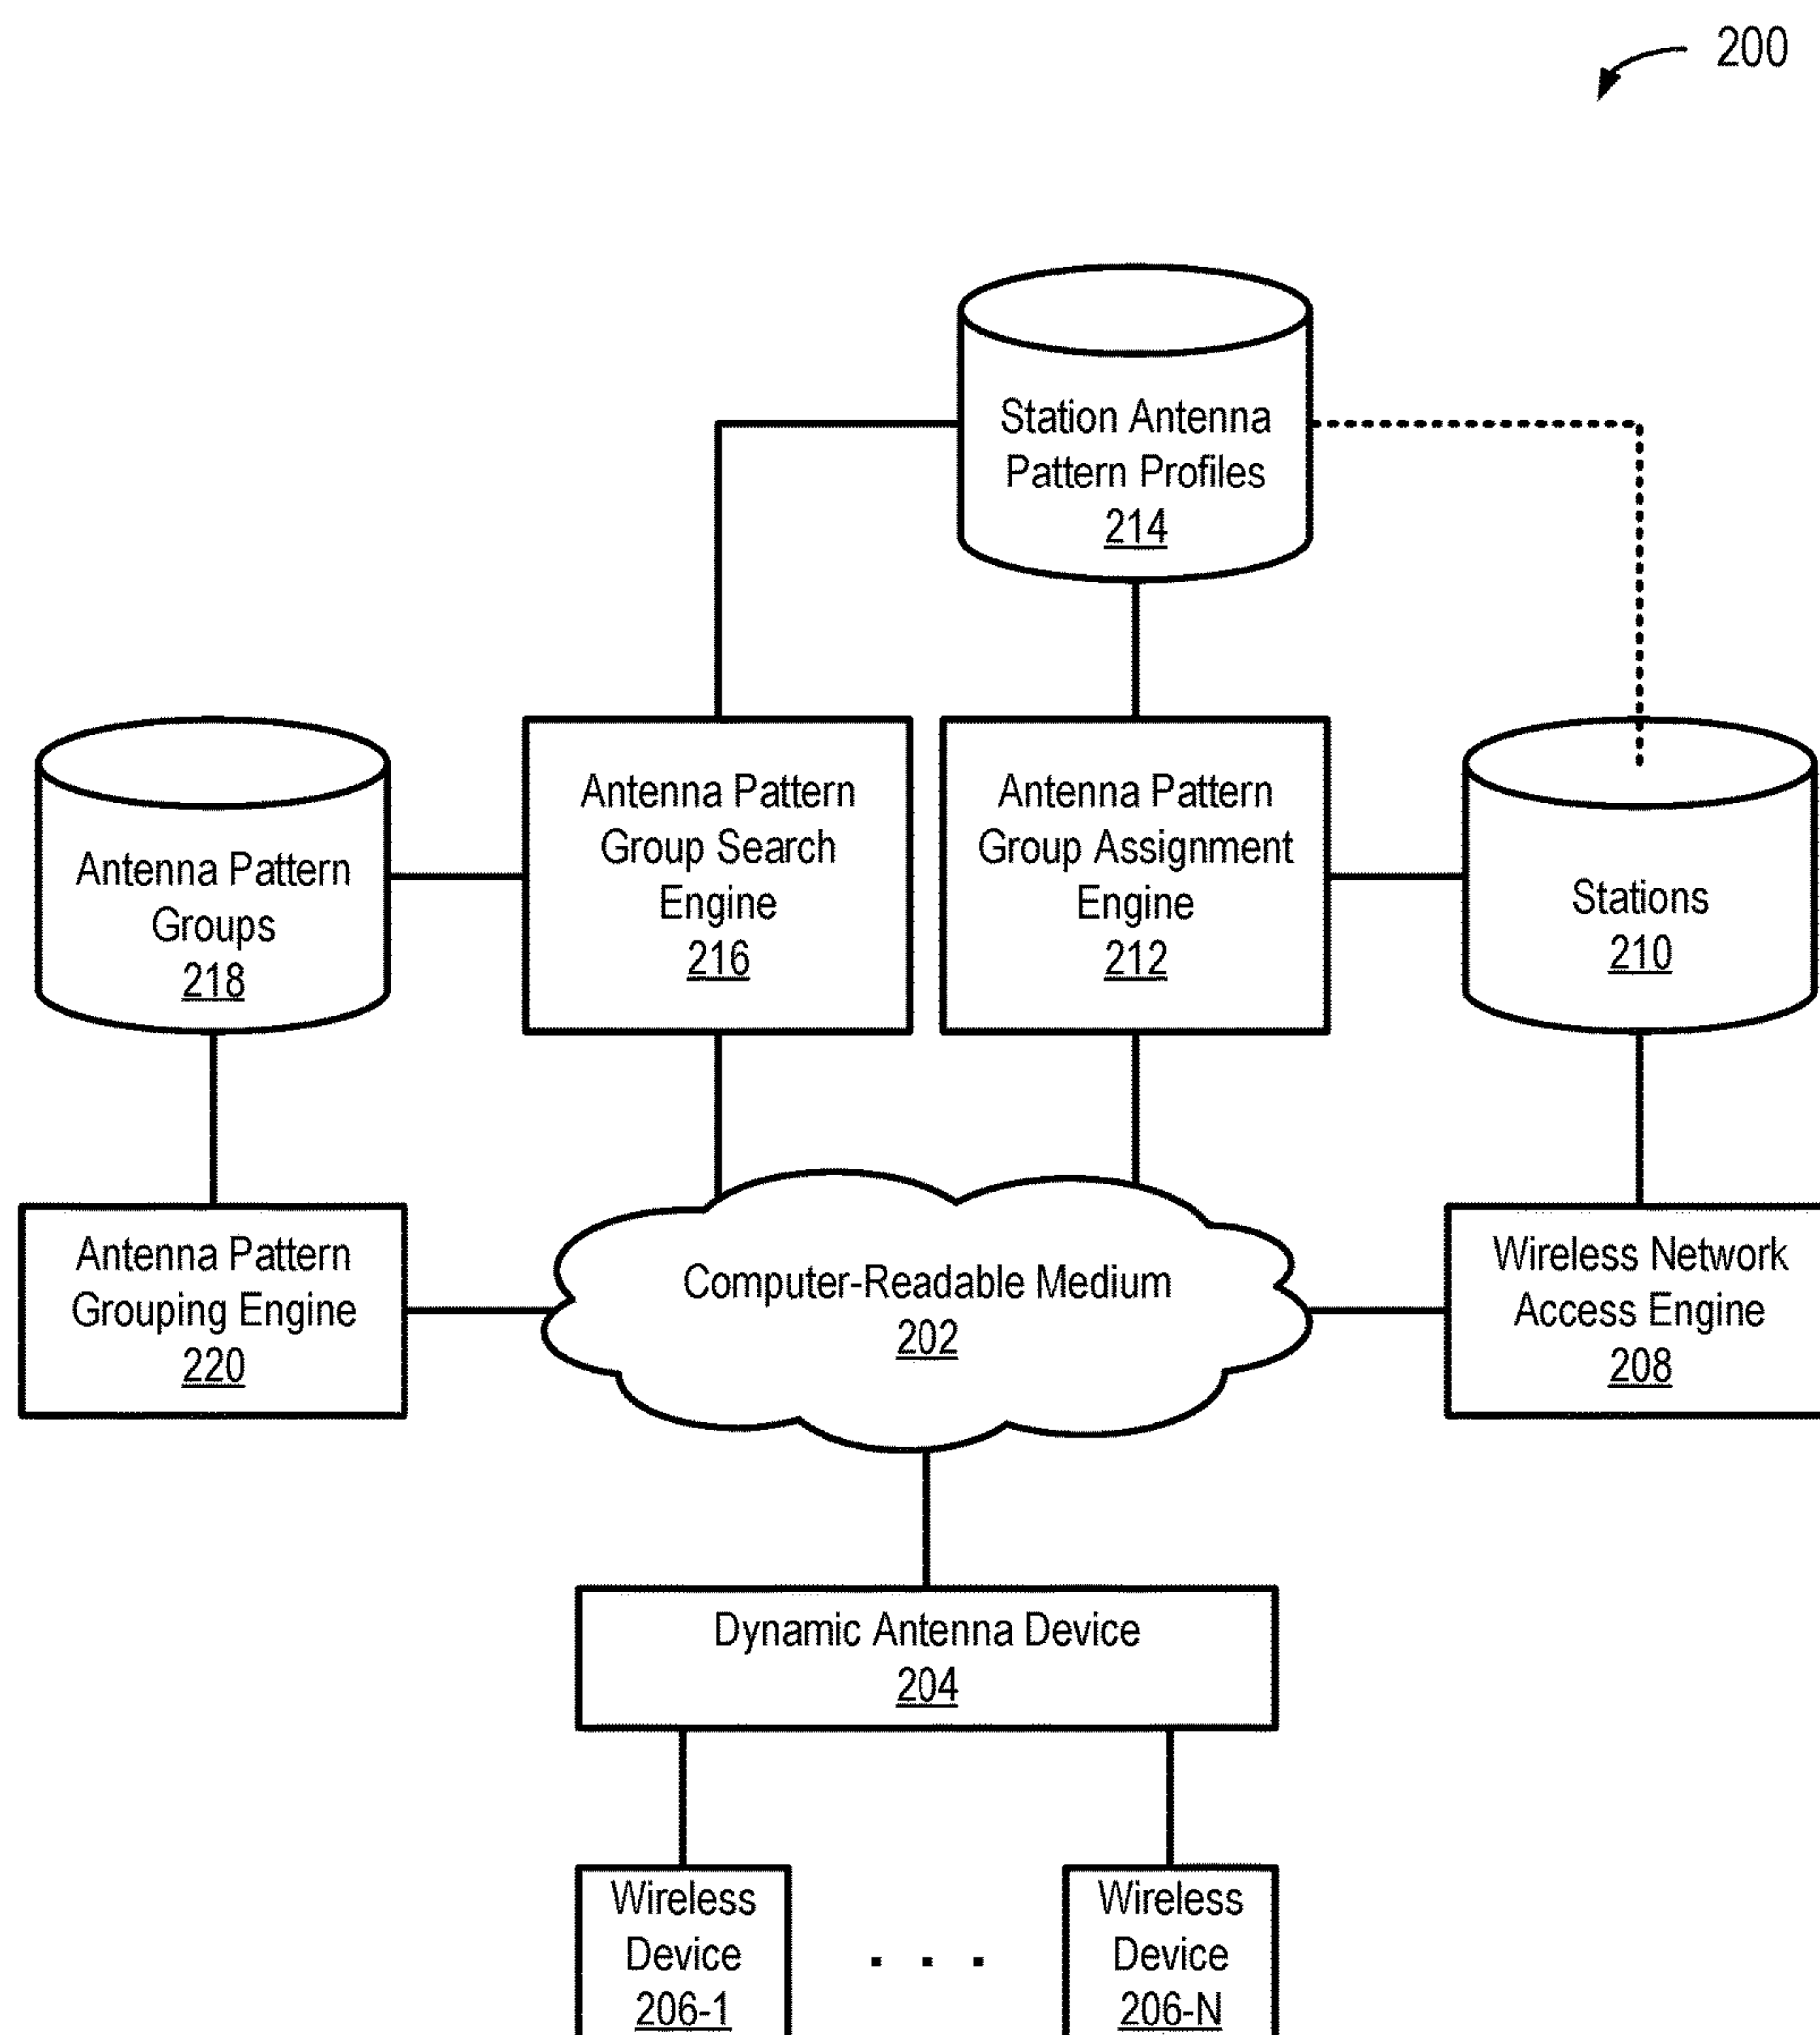 200
Station Antenna
Pattern Profiles
214
Antenna Pattern
Groups
218
Antenna Pattern
Group Search
Engine
216
Antenna Pattern
Group Assignment
Engine
212
Stations
210
Antenna Pattern
Grouping Engine
220
Computer-Readable Medium
202
Wireless Network
Access Engine
208
Dynamic Antenna Device
204
Wireless
Device
206-1
. . .
Wireless
Device
206-N